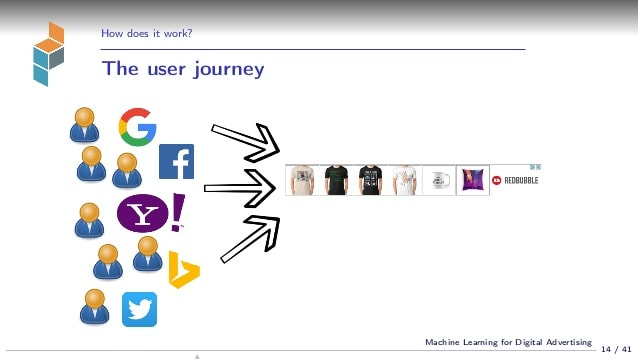 How does it work?
The user journey
REDBUBBLE
Machine Learning for Digital Advertising
14 / 41